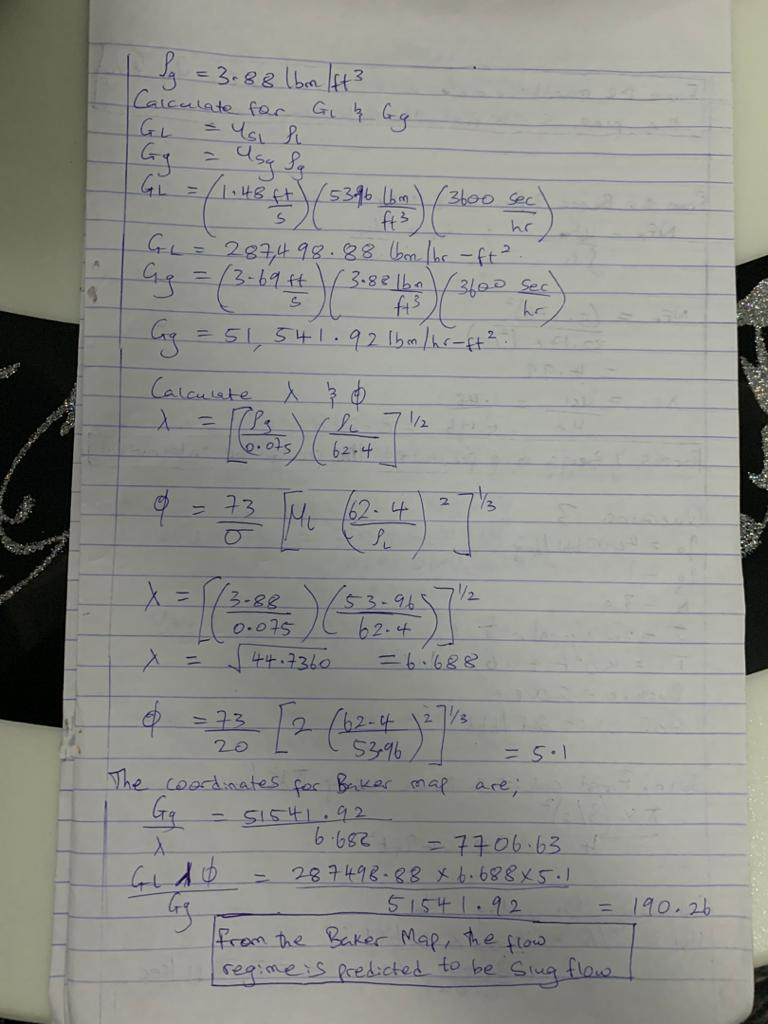 ρg = 3.88 lbm/ft³
Calculate for GL & Gg
GL = usL ρL
Gg = usg ρg
GL = (1.48 ft/s) (53.96 lbm/ft³) (3600 sec/hr)
GL = 287,498.88 lbm/hr-ft².
Gg = (3.69 ft/s) (3.88 lbm/ft³) (3600 sec/hr)
Gg = 51,541.92 lbm/hr-ft².
Calculate λ & φ
λ = [(ρg/0.075) (ρL/62.4)]^1/2
φ = 73/σ [ML (62.4/ρL)²]^1/3
λ = [(3.88/0.075) (53.96/62.4)]^1/2
λ = √44.7360 = 6.688
φ = 73/20 [2 (62.4/53.96)²]^1/3 = 5.1
The coordinates for Baker map are;
Gg/λ = 51541.92/6.688 = 7706.63
GL λ φ/Gg = 287498.88 x 6.688 x 5.1/51541.92 = 190.26
From the Baker Map, the flow
regime is predicted to be Slug flow